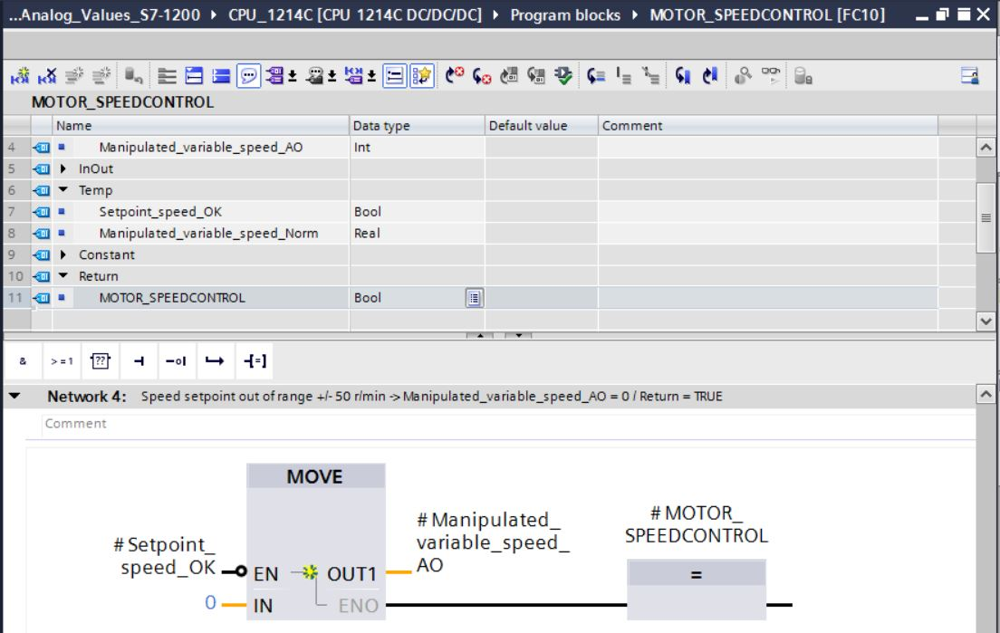 ...Analog_Values_S7-1200 ▸ CPU_1214C [CPU 1214C DC/DC/DC] ▸ Program blocks ▸ MOTOR_SPEEDCONTROL [FC10]
MOTOR_SPEEDCONTROL
Name Data type Default value Comment
4 Manipulated_variable_speed_AO Int
5 InOut
6 Temp
7 Setpoint_speed_OK Bool
8 Manipulated_variable_speed_Norm Real
9 Constant
10 Return
11 MOTOR_SPEEDCONTROL Bool
& >=1 ?? -| -o| [=]
Network 4: Speed setpoint out of range +/- 50 r/min -> Manipulated_variable_speed_AO = 0 / Return = TRUE
Comment
MOVE
#Setpoint_
speed_OK
EN
0
IN
OUT1
ENO
#Manipulated_
variable_speed_
AO
#MOTOR_
SPEEDCONTROL
=